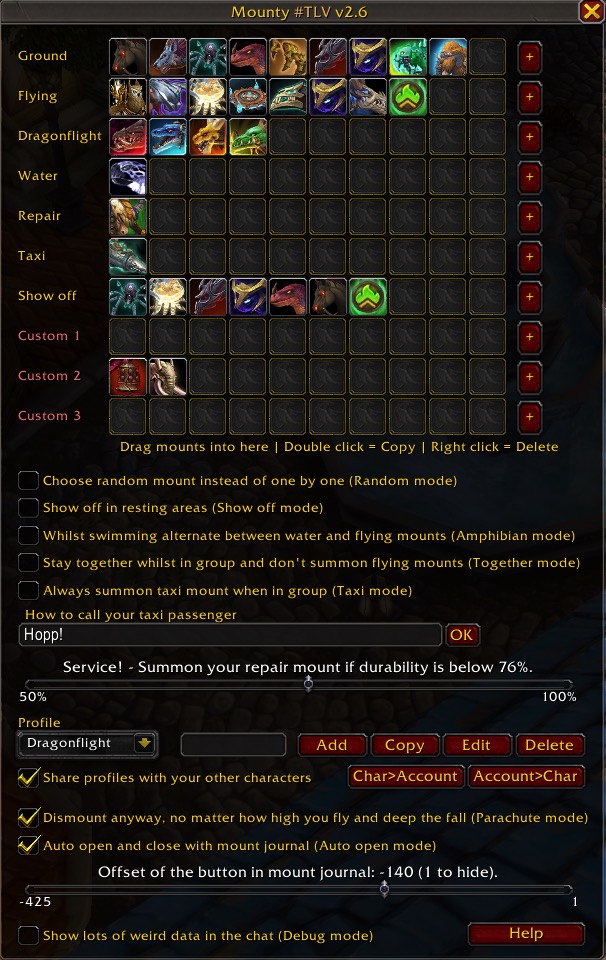 Mounty #TLV v2.6
Ground +
Flying +
Dragonflight +
Water +
Repair +
Taxi +
Show off +
Custom 1 +
Custom 2 +
Custom 3 +
Drag mounts into here | Double click = Copy | Right click = Delete
Choose random mount instead of one by one (Random mode)
Show off in resting areas (Show off mode)
Whilst swimming alternate between water and flying mounts (Amphibian mode)
Stay together whilst in group and don't summon flying mounts (Together mode)
Always summon taxi mount when in group (Taxi mode)
How to call your taxi passenger
Hopp! OK
Service! - Summon your repair mount if durability is below 76%.
50% 100%
Profile
Dragonflight Add Copy Edit Delete
Share profiles with your other characters Char>Account Account>Char
Dismount anyway, no matter how high you fly and deep the fall (Parachute mode)
Auto open and close with mount journal (Auto open mode)
Offset of the button in mount journal: -140 (1 to hide).
-425 1
Show lots of weird data in the chat (Debug mode) Help